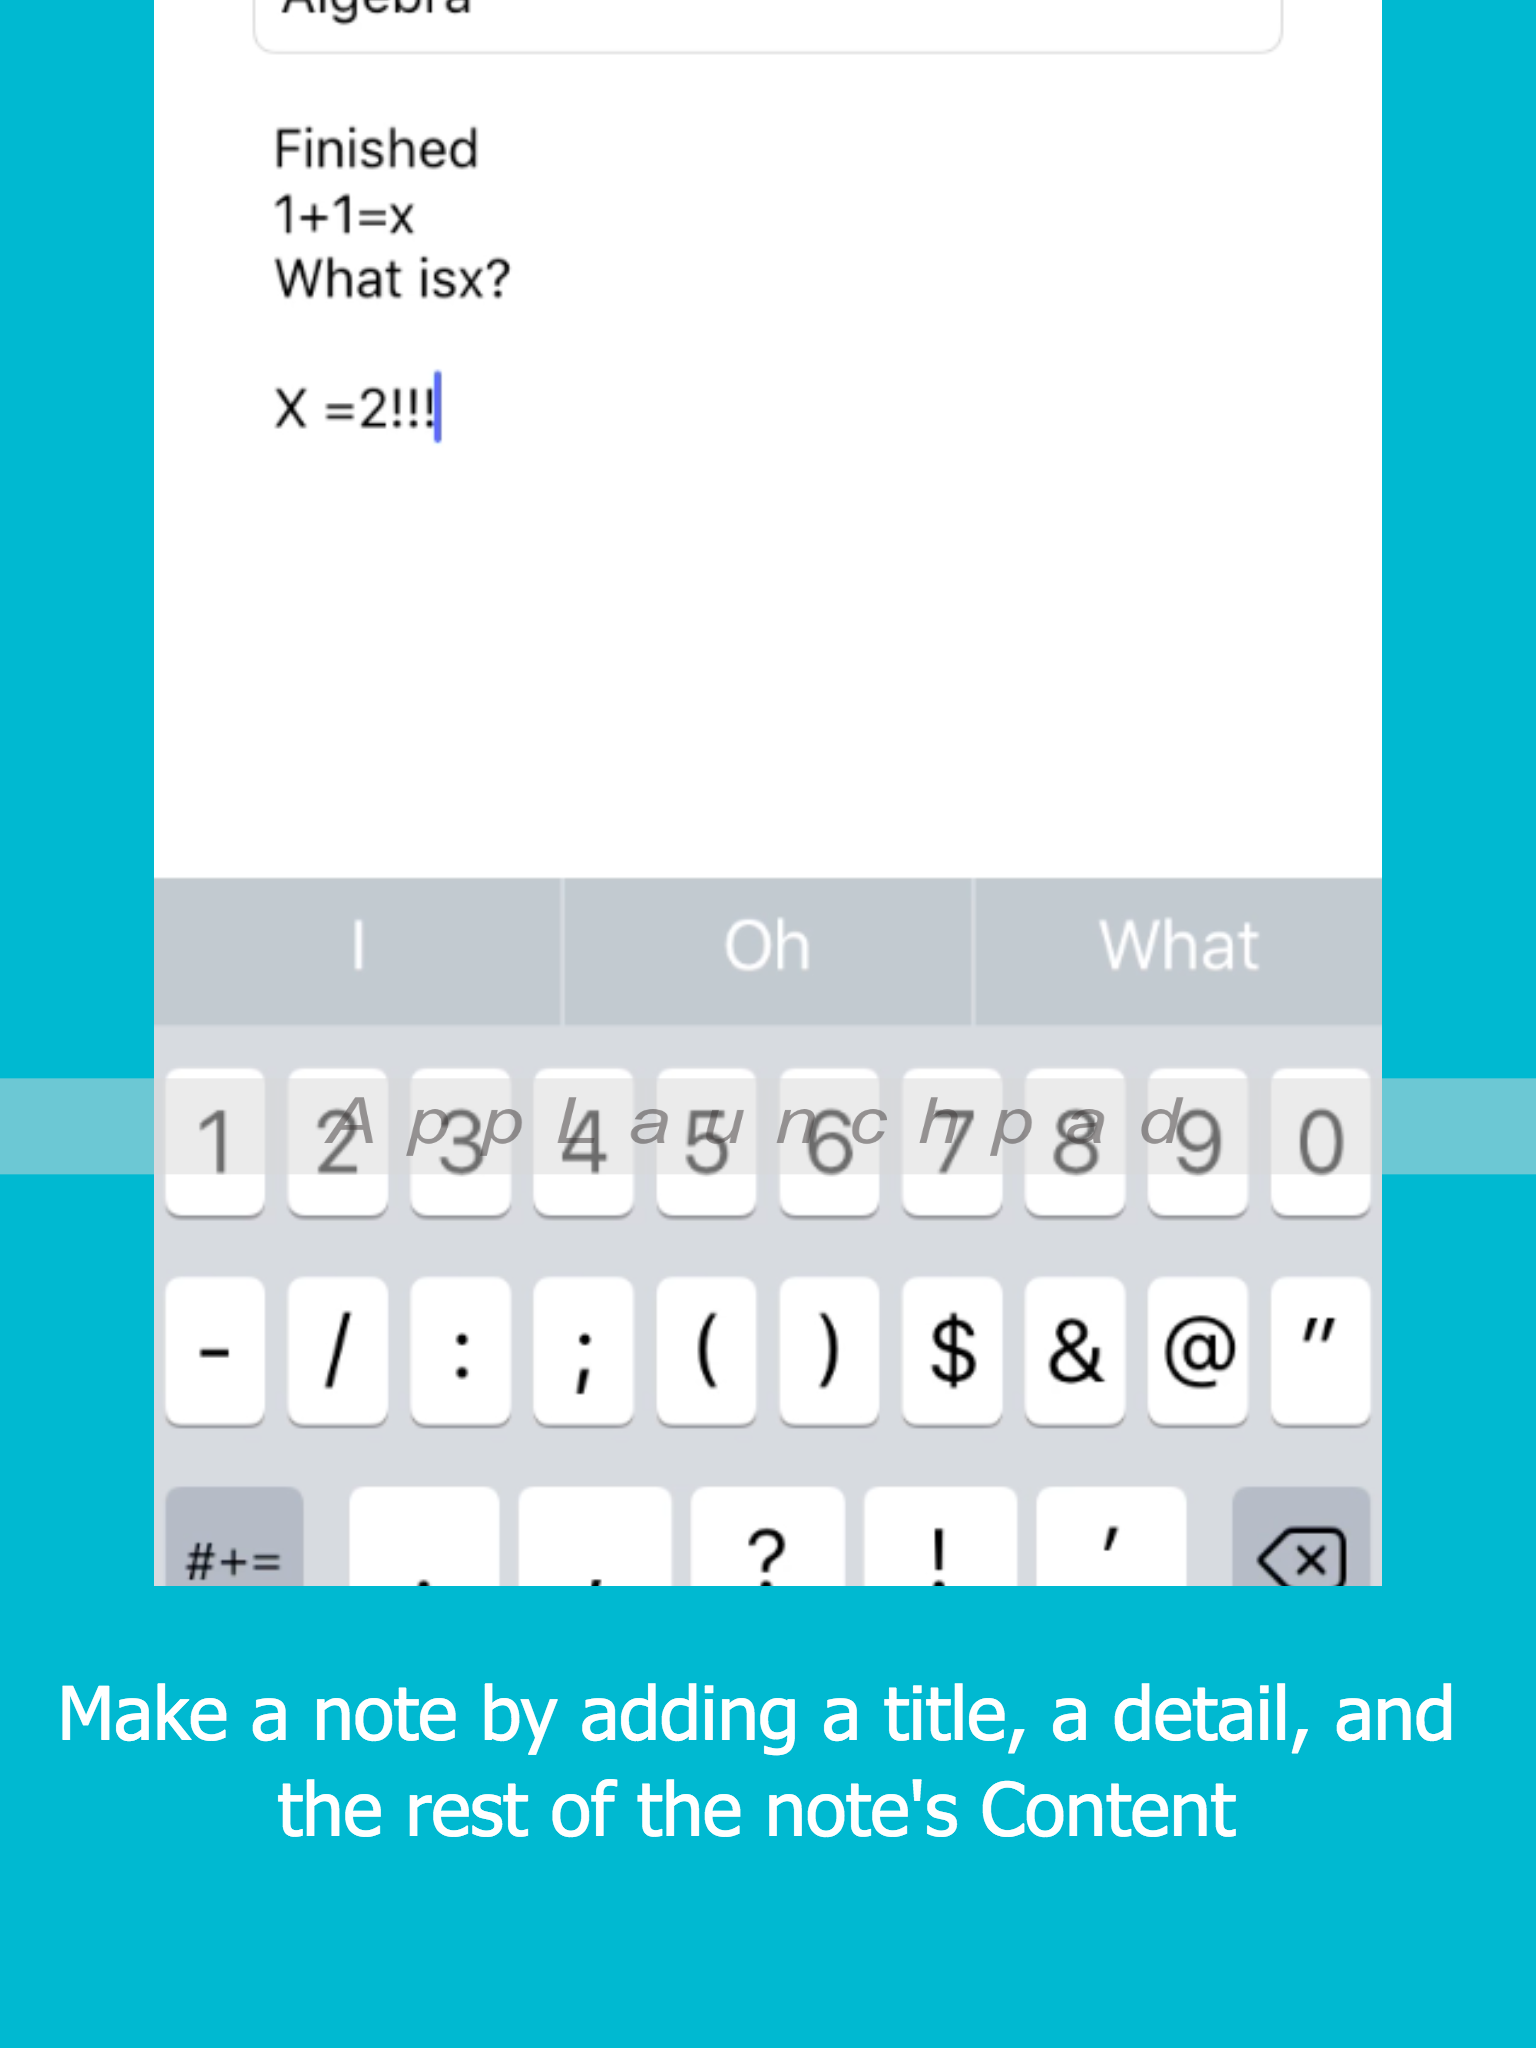 Algebra
Finished
1+1=x
What isx?
X =2!!!
I Oh What
1 2 3 4 5 6 7 8 9 0
AppLaunchpad
- / : ; ( ) $ & @ "
#+= . , ? ! '
Make a note by adding a title, a detail, and
the rest of the note's Content